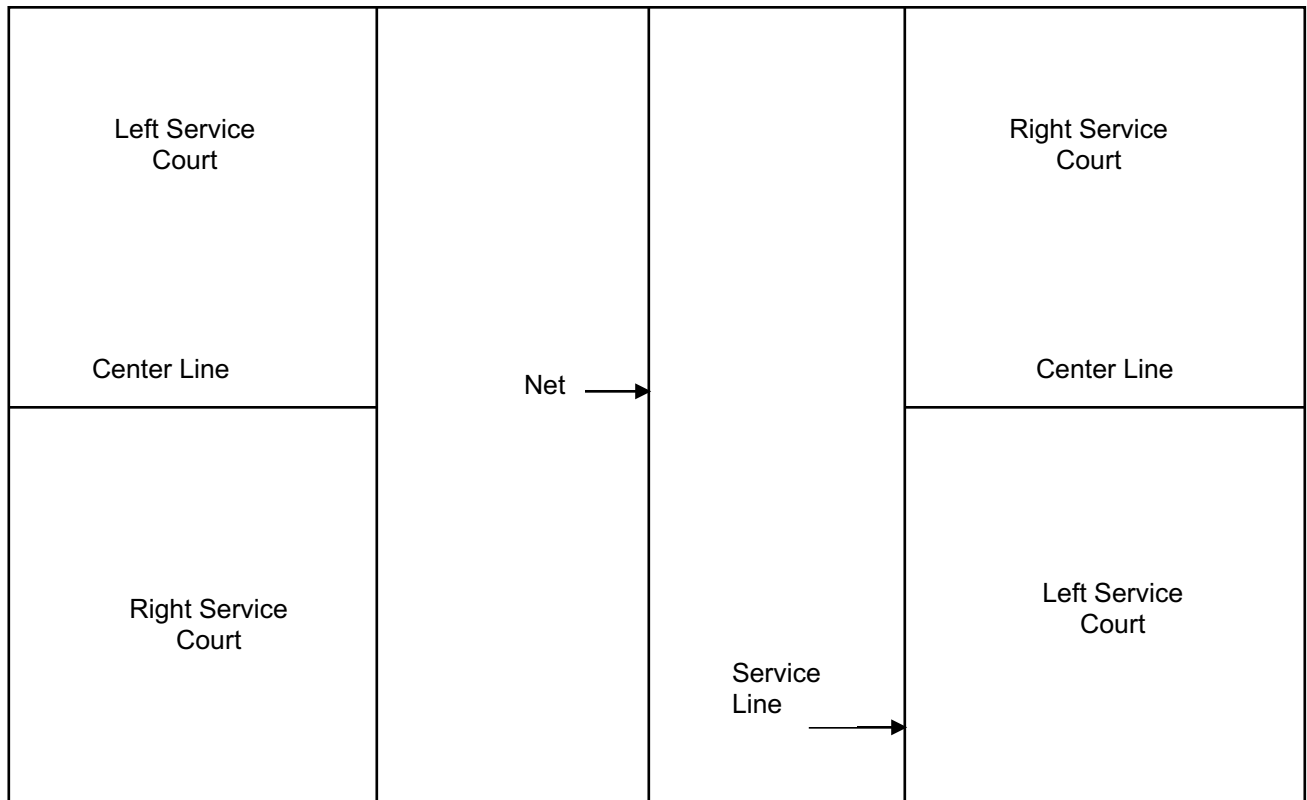 Left Service
Court
Right Service
Court
Center Line
Net
Center Line
Right Service
Court
Left Service
Court
Service
Line